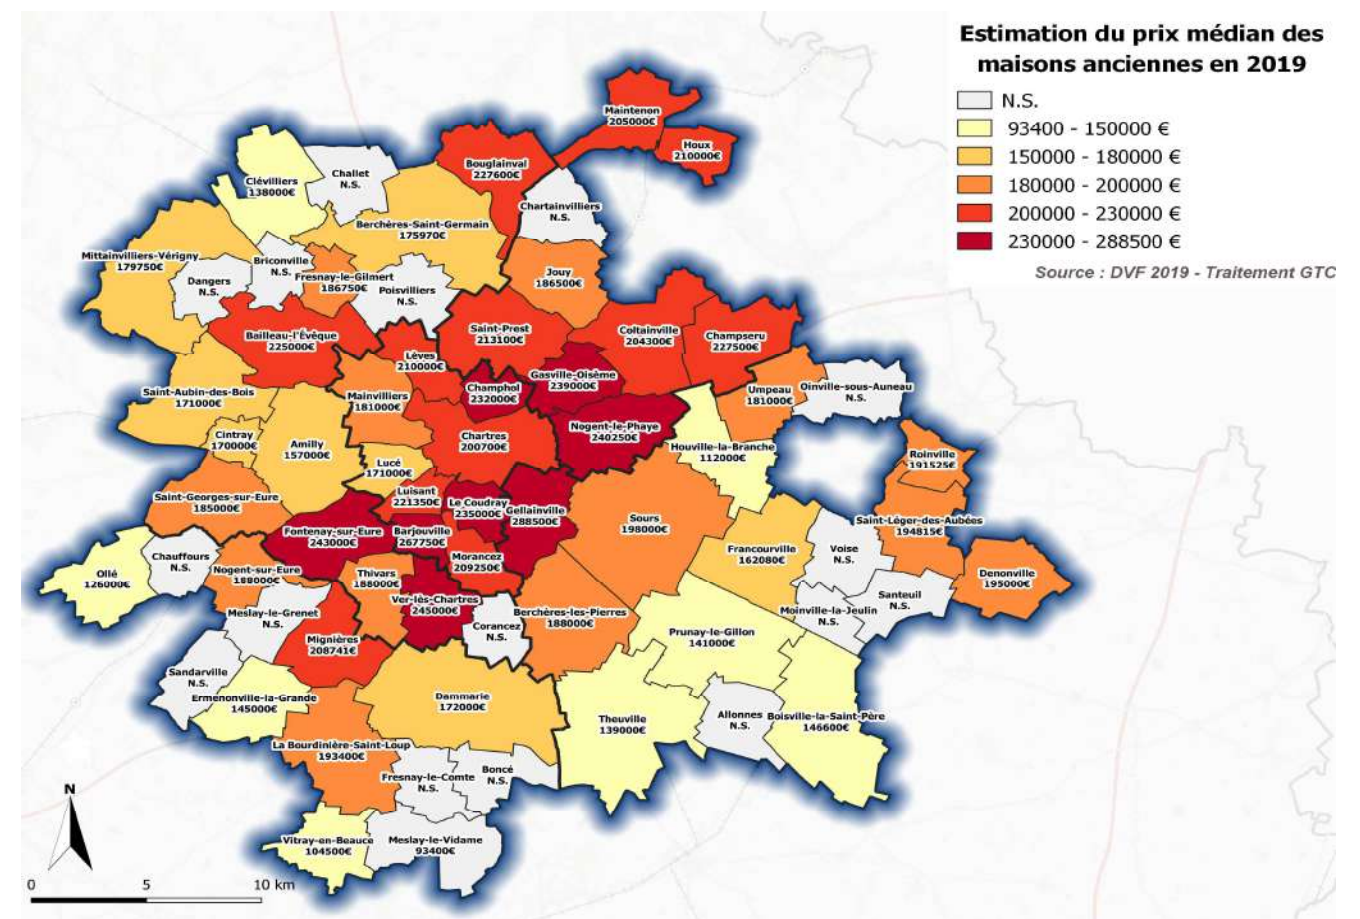 Estimation du prix médian des
maisons anciennes en 2019
N.S.
93400 - 150000 €
150000 - 180000 €
180000 - 200000 €
200000 - 230000 €
230000 - 288500 €
Source : DVF 2019 - Traitement GTC
Maintenon
205000€
Houx
210000€
Bouglainval
227600€
Challet
N.S.
Clévilliers
138000€
Chartainvilliers
N.S.
Berchères-Saint-Germain
175970€
Mittainvilliers-Vérigny
179750€
Briconville
N.S.
Dangers
N.S.
Fresnay-le-Gilmert
186750€
Poisvilliers
N.S.
Jouy
186500€
Bailleau-l'Évêque
225000€
Saint-Prest
213100€
Coltainville
204300€
Champseru
227500€
Lèves
210000€
Gasville-Oisème
239000€
Champhol
232000€
Saint-Aubin-des-Bois
171000€
Mainvilliers
181000€
Umpeau
181000€
Oinville-sous-Auneau
N.S.
Nogent-le-Phaye
240250€
Cintray
170000€
Amilly
157000€
Chartres
200700€
Houville-la-Branche
112000€
Roinville
191525€
Lucé
171000€
Saint-Georges-sur-Eure
185000€
Luisant
221350€
Le Coudray
235000€
Gellainville
288500€
Sours
198000€
Saint-Léger-des-Aubées
194815€
Fontenay-sur-Eure
243000€
Barjouville
267750€
Francourville
162080€
Voise
N.S.
Chauffours
N.S.
Morancez
209250€
Ollé
126000€
Nogent-sur-Eure
188000€
Thivars
188000€
Denonville
195000€
Santeuil
N.S.
Ver-lès-Chartres
245000€
Meslay-le-Grenet
N.S.
Berchères-les-Pierres
188000€
Moinville-la-Jeulin
N.S.
Corancez
N.S.
Prunay-le-Gillon
141000€
Mignières
208741€
Sandarville
N.S.
Ermenonville-la-Grande
145000€
Dammarie
172000€
Theuville
139000€
Allonnes
N.S.
Boisville-la-Saint-Père
146600€
La Bourdinière-Saint-Loup
193400€
Fresnay-le-Comte
N.S.
Boncé
N.S.
Vitray-en-Beauce
104500€
Meslay-le-Vidame
93400€
N
0 5 10 km